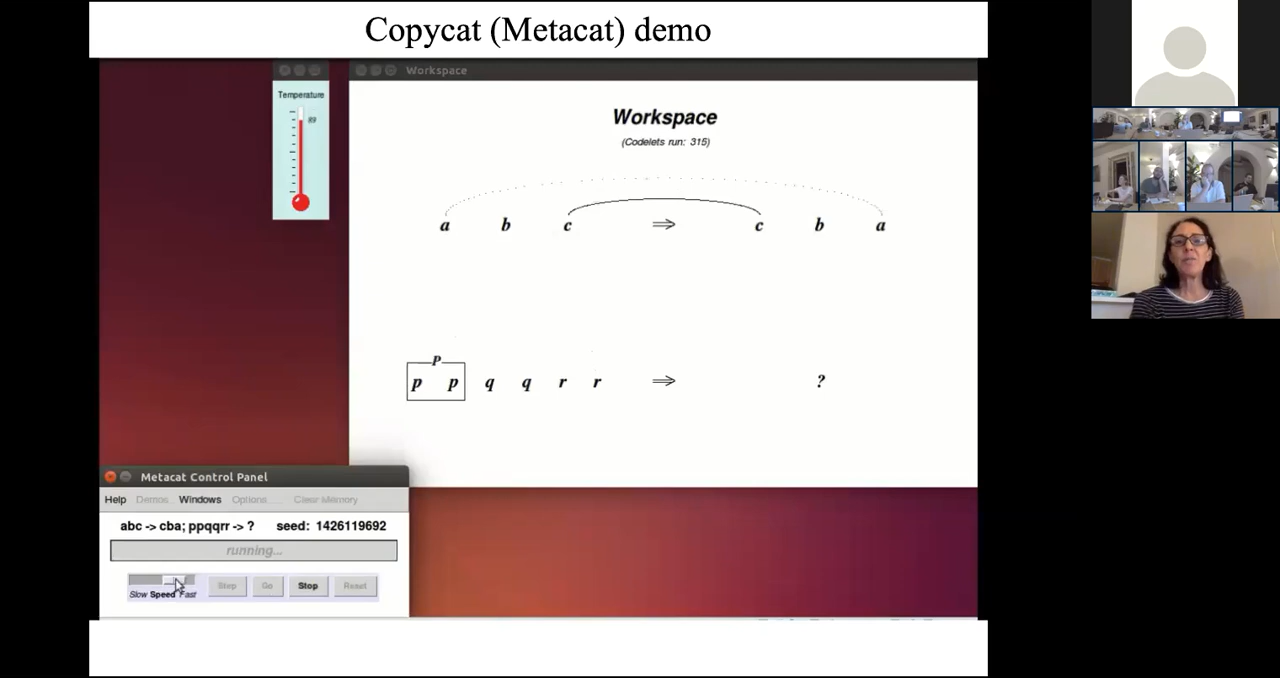 Copycat (Metacat) demo
Workspace
Temperature
89
Workspace
(Codelets run: 315)
a b c ⇒ c b a
P
p p q q r r ⇒ ?
Metacat Control Panel
Help Demos Windows Options Clear Memory
abc -> cba; ppqqrr -> ? seed: 1426119692
running...
Step Go Stop Reset
Slow Speed Fast